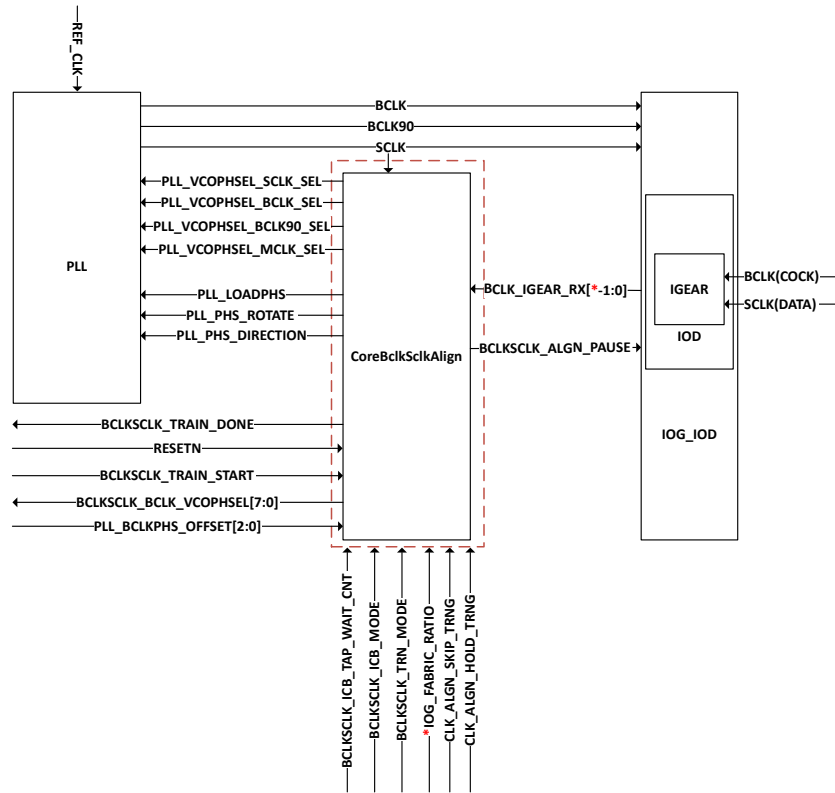 REF_CLK
BCLK
BCLK90
SCLK
PLL_VCOPHSEL_SCLK_SEL
PLL_VCOPHSEL_BCLK_SEL
PLL_VCOPHSEL_BCLK90_SEL
PLL_VCOPHSEL_MCLK_SEL
PLL
PLL_LOADPHS
PLL_PHS_ROTATE
PLL_PHS_DIRECTION
CoreBclkSclkAlign
BCLK_IGEAR_RX[*-1:0]
BCLKSCLK_ALGN_PAUSE
IGEAR
IOD
IOG_IOD
BCLK(COCK)
SCLK(DATA)
BCLKSCLK_TRAIN_DONE
RESETN
BCLKSCLK_TRAIN_START
BCLKSCLK_BCLK_VCOPHSEL[7:0]
PLL_BCLKPHS_OFFSET[2:0]
BCLKSCLK_ICB_TAP_WAIT_CNT
BCLKSCLK_ICB_MODE
BCLKSCLK_TRN_MODE
*IOG_FABRIC_RATIO
CLK_ALGN_SKIP_TRNG
CLK_ALGN_HOLD_TRNG